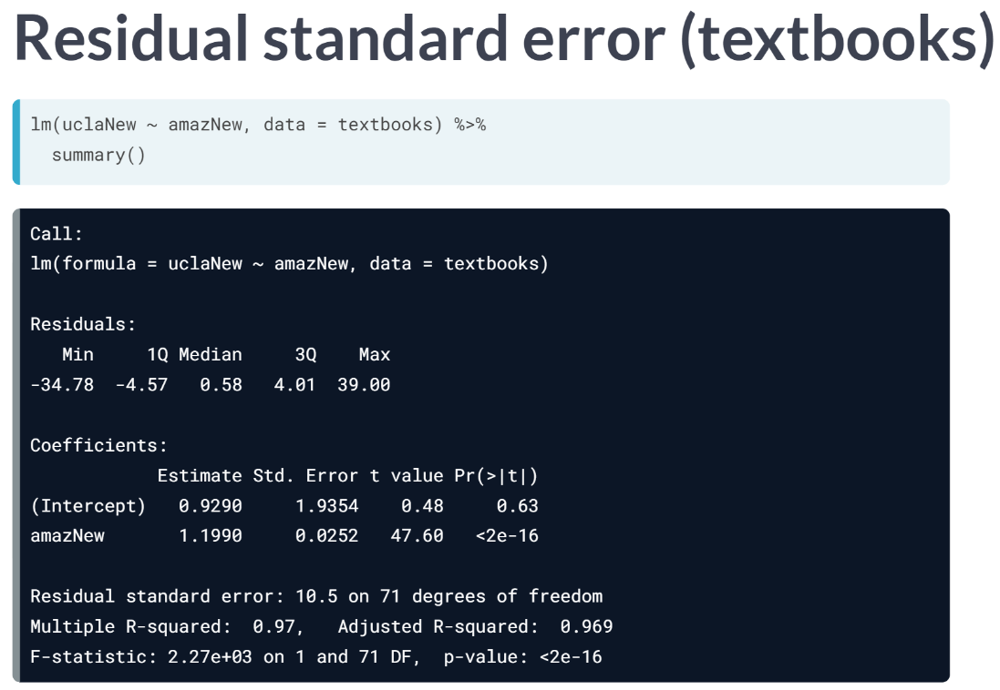 Residual standard error (textbooks)
lm(uclaNew ~ amazNew, data = textbooks) %>%
  summary()
Call:
lm(formula = uclaNew ~ amazNew, data = textbooks)
Residuals:
   Min     1Q Median     3Q    Max
-34.78  -4.57   0.58   4.01  39.00
Coefficients:
            Estimate Std. Error t value Pr(>|t|)
(Intercept)   0.9290     1.9354    0.48     0.63
amazNew       1.1990     0.0252   47.60   <2e-16
Residual standard error: 10.5 on 71 degrees of freedom
Multiple R-squared:  0.97,   Adjusted R-squared:  0.969
F-statistic: 2.27e+03 on 1 and 71 DF,  p-value: <2e-16